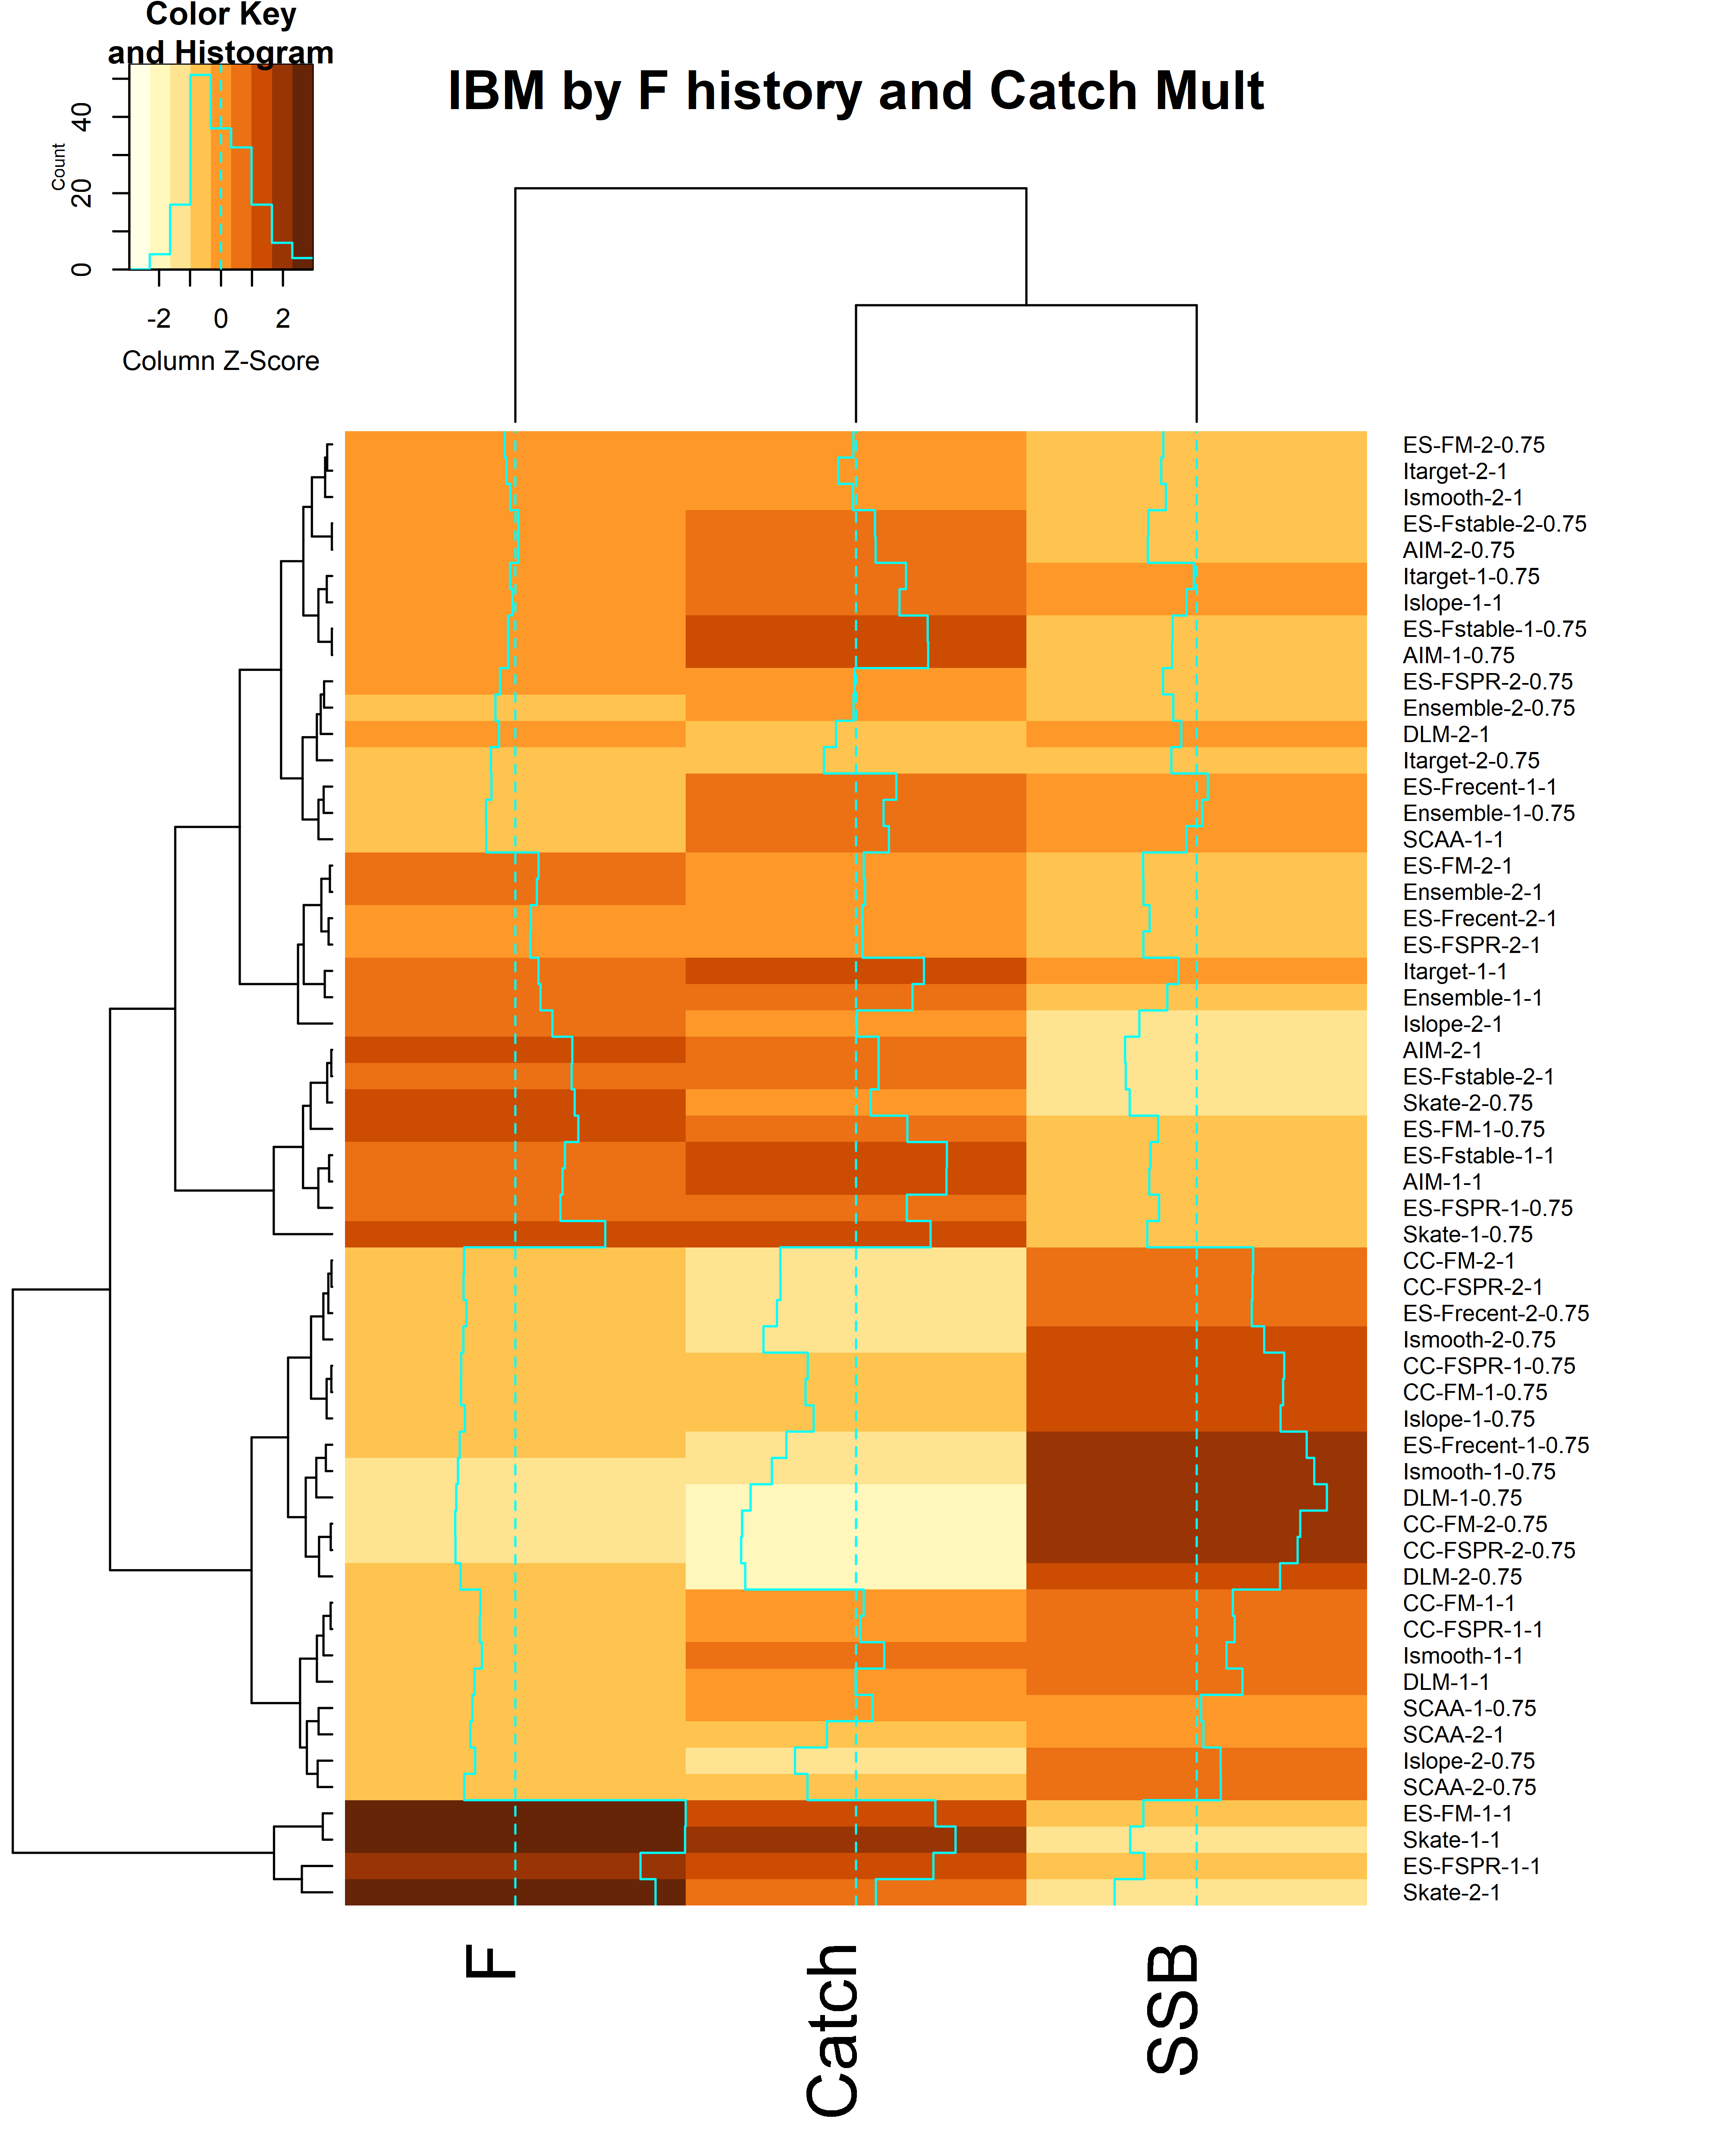 Color Key
and Histogram
IBM by F history and Catch Mult
Count
0 20 40
-2 0 2
Column Z-Score
ES-FM-2-0.75
Itarget-2-1
Ismooth-2-1
ES-Fstable-2-0.75
AIM-2-0.75
Itarget-1-0.75
Islope-1-1
ES-Fstable-1-0.75
AIM-1-0.75
ES-FSPR-2-0.75
Ensemble-2-0.75
DLM-2-1
Itarget-2-0.75
ES-Frecent-1-1
Ensemble-1-0.75
SCAA-1-1
ES-FM-2-1
Ensemble-2-1
ES-Frecent-2-1
ES-FSPR-2-1
Itarget-1-1
Ensemble-1-1
Islope-2-1
AIM-2-1
ES-Fstable-2-1
Skate-2-0.75
ES-FM-1-0.75
ES-Fstable-1-1
AIM-1-1
ES-FSPR-1-0.75
Skate-1-0.75
CC-FM-2-1
CC-FSPR-2-1
ES-Frecent-2-0.75
Ismooth-2-0.75
CC-FSPR-1-0.75
CC-FM-1-0.75
Islope-1-0.75
ES-Frecent-1-0.75
Ismooth-1-0.75
DLM-1-0.75
CC-FM-2-0.75
CC-FSPR-2-0.75
DLM-2-0.75
CC-FM-1-1
CC-FSPR-1-1
Ismooth-1-1
DLM-1-1
SCAA-1-0.75
SCAA-2-1
Islope-2-0.75
SCAA-2-0.75
ES-FM-1-1
Skate-1-1
ES-FSPR-1-1
Skate-2-1
F
Catch
SSB